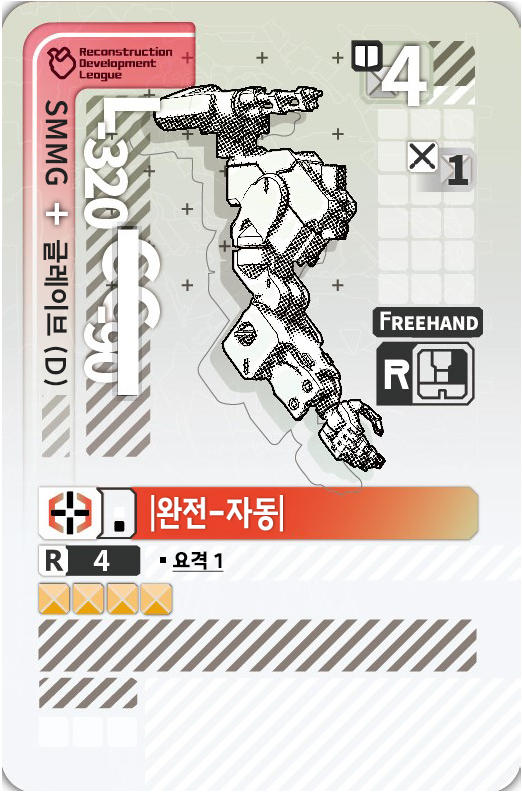 Reconstruction
Development
League
SMMG + 글레이브 (D)
4
1
FREEHAND
R
|완전-자동|
R 4
▪ 요격 1